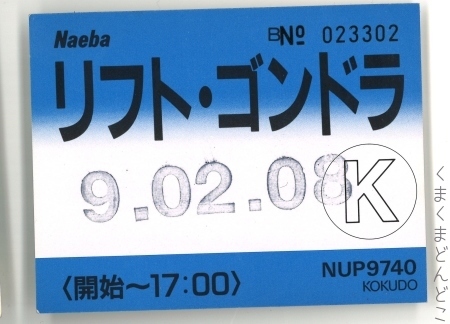 Naeba
BNo 023302
リフト・ゴンドラ
9.02.08
K
〈開始～17:00〉
NUP9740
KOKUDO
くまくまどんどこ